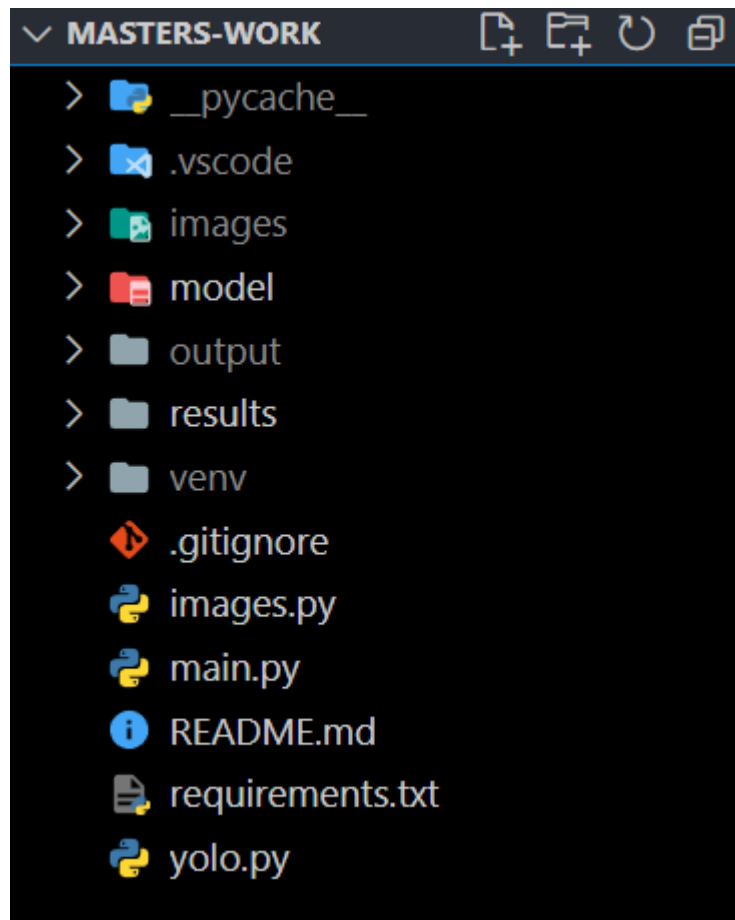 MASTERS-WORK
__pycache__
.vscode
images
model
output
results
venv
.gitignore
images.py
main.py
README.md
requirements.txt
yolo.py